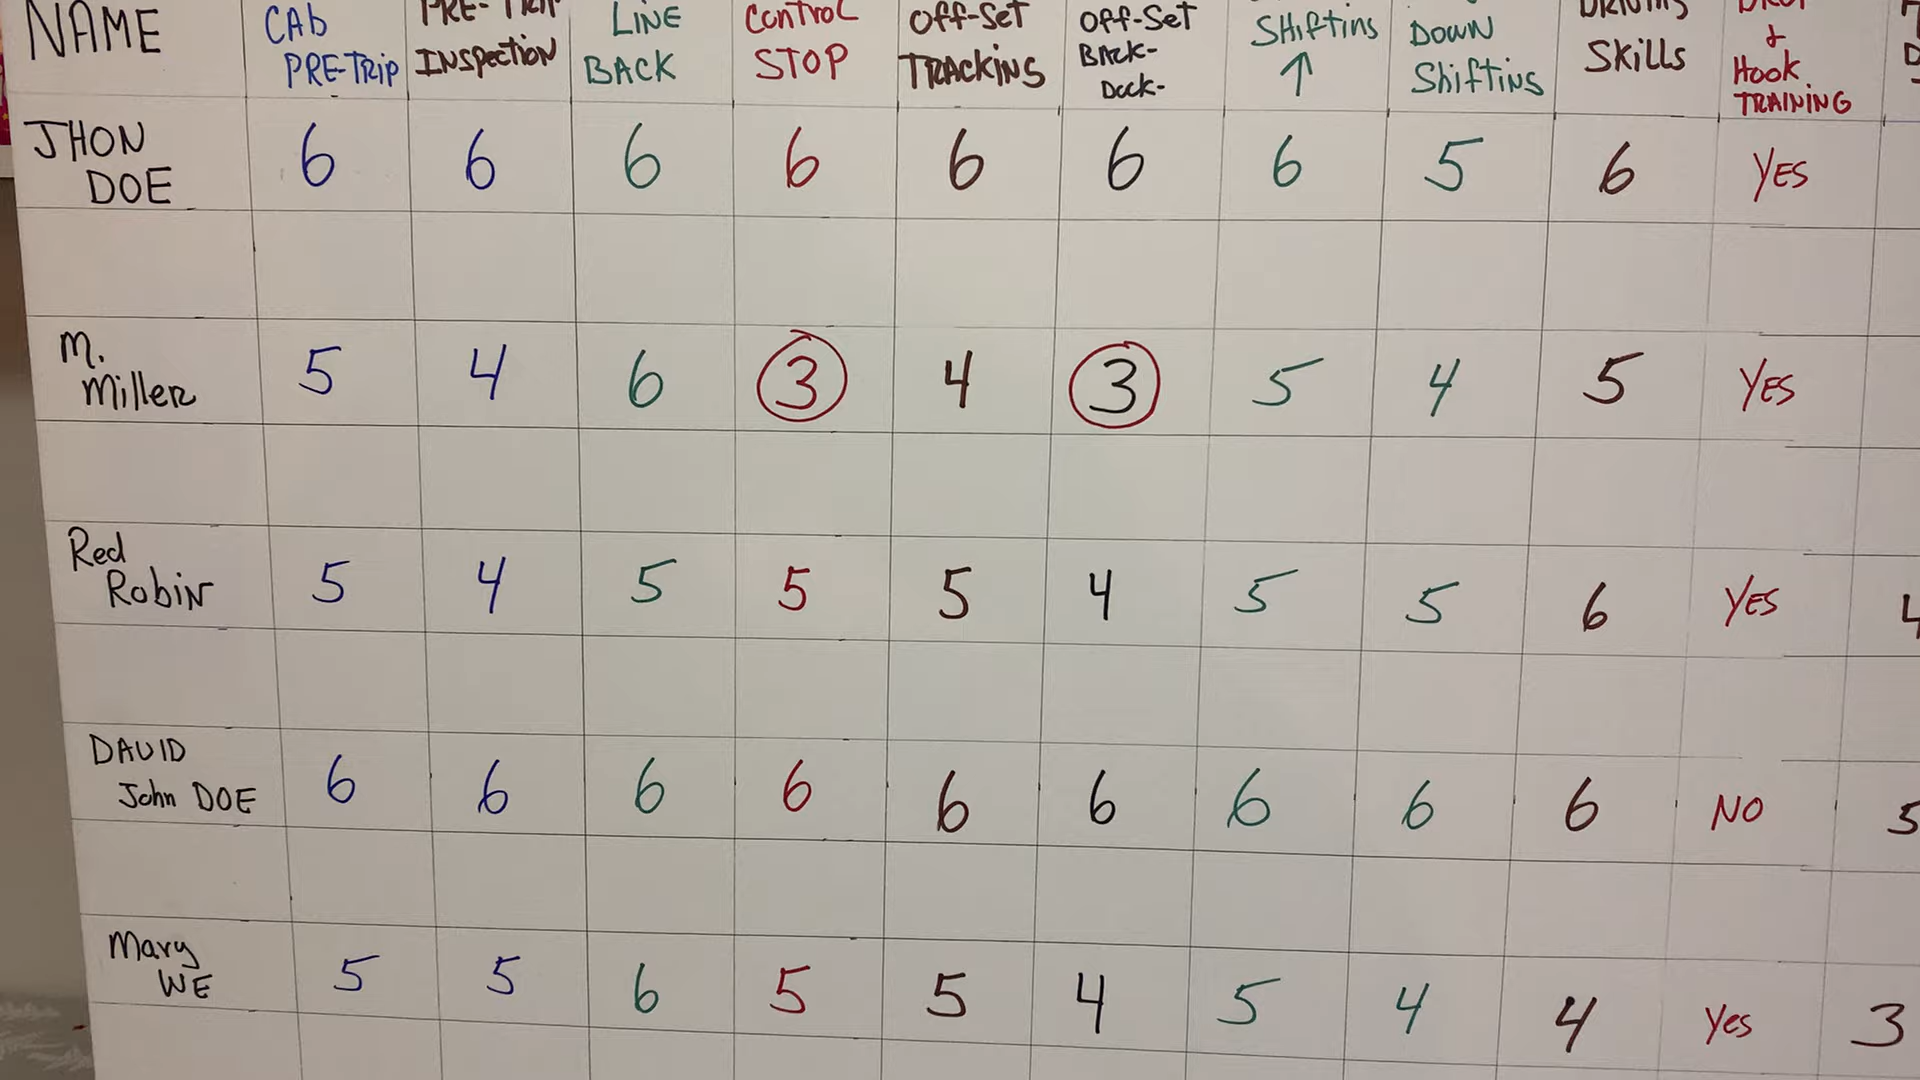 NAME
CAb
PRE-TRip
PRE-TRIP
INSpection
LINE
BACK
Control
STOP
Off-SeT
TRACKINS
Off-Set
BACK-
Dock-
SHiftins
↑
DOWN
Shiftins
DRIVINS
SKills
&
Hook
TRAINING
JHON
DOE
6 6 6 6 6 6 6 5 6 YES
M.
Miller
5 4 6 3 4 3 5 4 5 YES
Red
Robin
5 4 5 5 5 4 5 5 6 YES 4
DAVID
John DOE
6 6 6 6 6 6 6 6 6 NO 5
Mary
WE
5 5 6 5 5 4 5 4 4 Yes 3